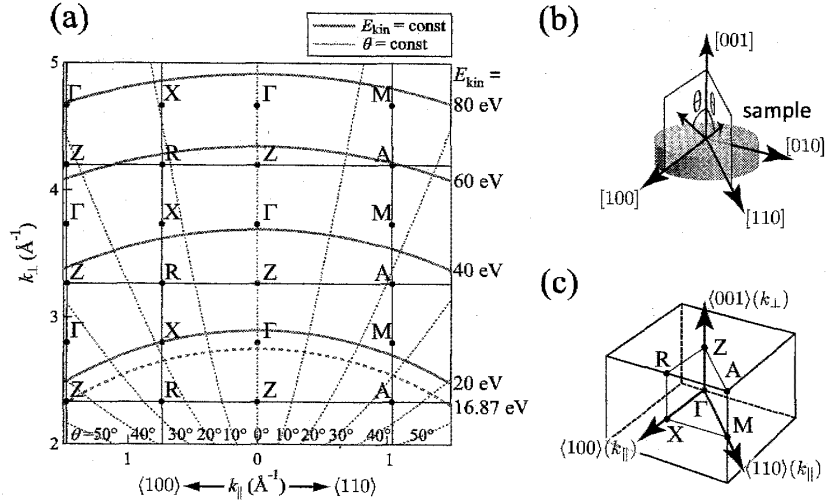 (a)
E_kin = const
θ = const
5
4
3
2
k⊥ (Å⁻¹)
E_kin =
80 eV
60 eV
40 eV
20 eV
16.87 eV
Γ X Γ M
Z R Z A
Γ X Γ M
Z R Z A
Γ X Γ M
Z R Z A
θ=50° 40° 30° 20° 10° 0° 10° 20° 30° 40° 50°
1 0 1
⟨100⟩ k∥ (Å⁻¹) ⟨110⟩
(b)
[001]
θ θ
sample
[010]
[100]
[110]
(c)
⟨001⟩(k⊥)
Z
R
A
Γ
X
M
⟨100⟩(k∥)
⟨110⟩(k∥)